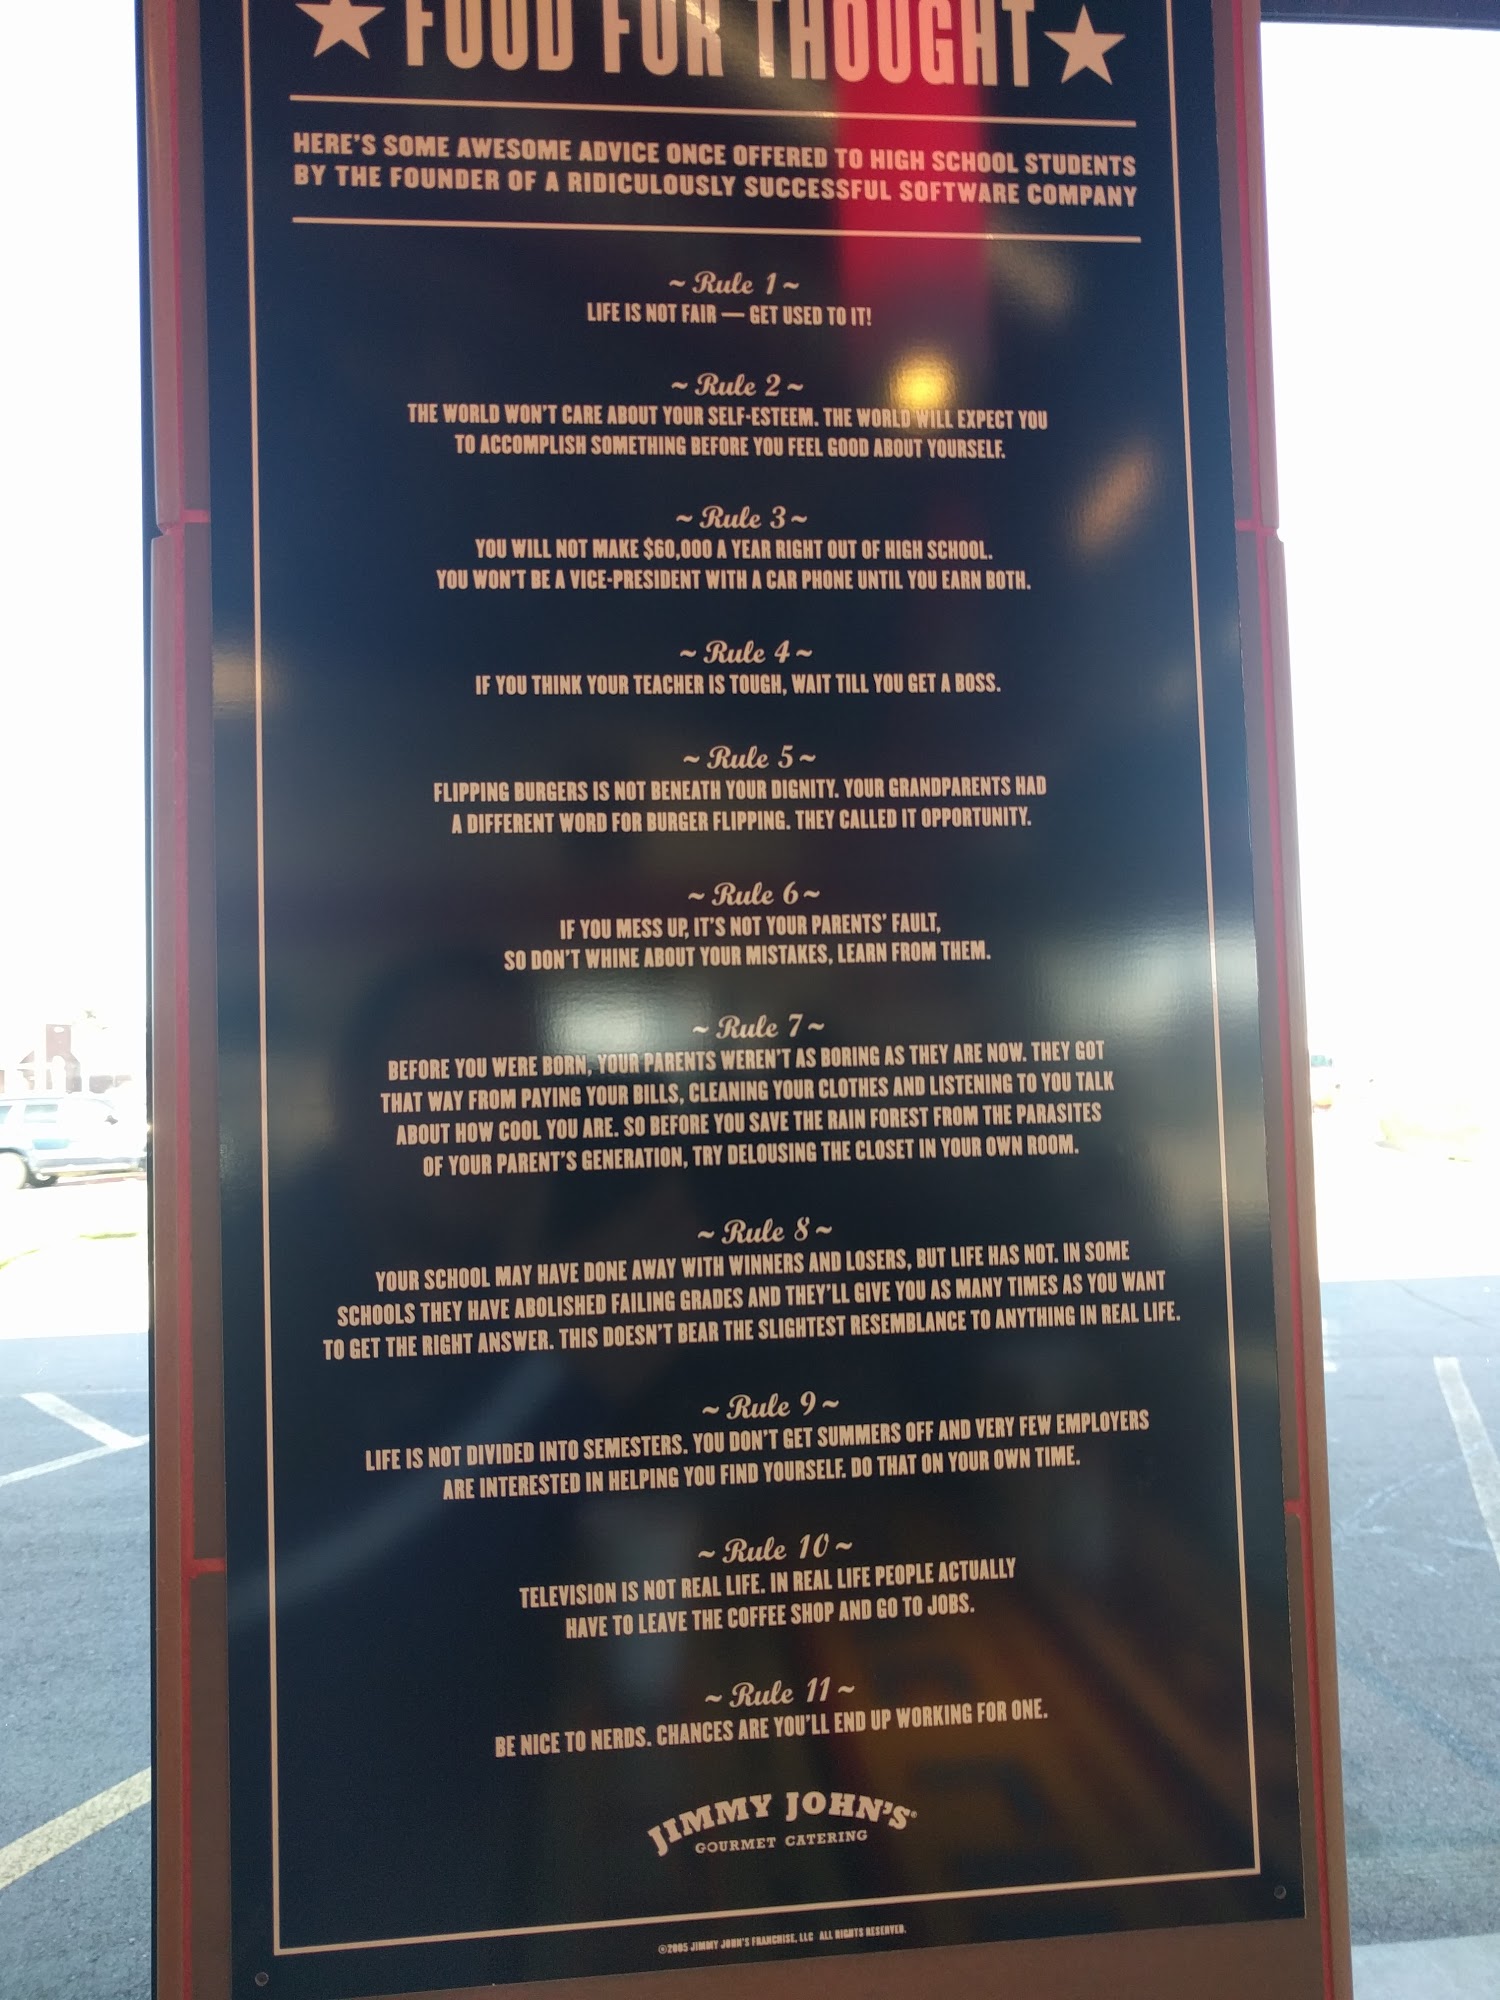 ★ FOOD FOR THOUGHT ★
HERE'S SOME AWESOME ADVICE ONCE OFFERED TO HIGH SCHOOL STUDENTS
BY THE FOUNDER OF A RIDICULOUSLY SUCCESSFUL SOFTWARE COMPANY
~ Rule 1 ~
LIFE IS NOT FAIR — GET USED TO IT!
~ Rule 2 ~
THE WORLD WON'T CARE ABOUT YOUR SELF-ESTEEM. THE WORLD WILL EXPECT YOU
TO ACCOMPLISH SOMETHING BEFORE YOU FEEL GOOD ABOUT YOURSELF.
~ Rule 3 ~
YOU WILL NOT MAKE $60,000 A YEAR RIGHT OUT OF HIGH SCHOOL.
YOU WON'T BE A VICE-PRESIDENT WITH A CAR PHONE UNTIL YOU EARN BOTH.
~ Rule 4 ~
IF YOU THINK YOUR TEACHER IS TOUGH, WAIT TILL YOU GET A BOSS.
~ Rule 5 ~
FLIPPING BURGERS IS NOT BENEATH YOUR DIGNITY. YOUR GRANDPARENTS HAD
A DIFFERENT WORD FOR BURGER FLIPPING. THEY CALLED IT OPPORTUNITY.
~ Rule 6 ~
IF YOU MESS UP, IT'S NOT YOUR PARENTS' FAULT,
SO DON'T WHINE ABOUT YOUR MISTAKES, LEARN FROM THEM.
~ Rule 7 ~
BEFORE YOU WERE BORN, YOUR PARENTS WEREN'T AS BORING AS THEY ARE NOW. THEY GOT
THAT WAY FROM PAYING YOUR BILLS, CLEANING YOUR CLOTHES AND LISTENING TO YOU TALK
ABOUT HOW COOL YOU ARE. SO BEFORE YOU SAVE THE RAIN FOREST FROM THE PARASITES
OF YOUR PARENT'S GENERATION, TRY DELOUSING THE CLOSET IN YOUR OWN ROOM.
~ Rule 8 ~
YOUR SCHOOL MAY HAVE DONE AWAY WITH WINNERS AND LOSERS, BUT LIFE HAS NOT. IN SOME
SCHOOLS THEY HAVE ABOLISHED FAILING GRADES AND THEY'LL GIVE YOU AS MANY TIMES AS YOU WANT
TO GET THE RIGHT ANSWER. THIS DOESN'T BEAR THE SLIGHTEST RESEMBLANCE TO ANYTHING IN REAL LIFE.
~ Rule 9 ~
LIFE IS NOT DIVIDED INTO SEMESTERS. YOU DON'T GET SUMMERS OFF AND VERY FEW EMPLOYERS
ARE INTERESTED IN HELPING YOU FIND YOURSELF. DO THAT ON YOUR OWN TIME.
~ Rule 10 ~
TELEVISION IS NOT REAL LIFE. IN REAL LIFE PEOPLE ACTUALLY
HAVE TO LEAVE THE COFFEE SHOP AND GO TO JOBS.
~ Rule 11 ~
BE NICE TO NERDS. CHANCES ARE YOU'LL END UP WORKING FOR ONE.
JIMMY JOHN'S®
GOURMET CATERING
©2005 JIMMY JOHN'S FRANCHISE, LLC ALL RIGHTS RESERVED.